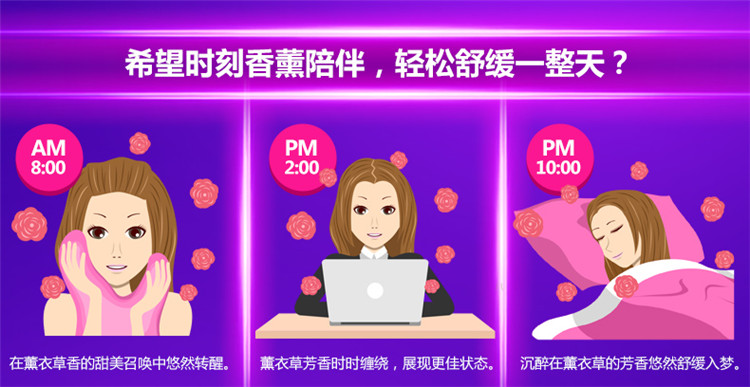 希望时刻香薰陪伴，轻松舒缓一整天？
AM
8:00
PM
2:00
PM
10:00
在薰衣草香的甜美召唤中悠然转醒。
薰衣草芳香时时缠绕，展现更佳状态。
沉醉在薰衣草的芳香悠然舒缓入梦。